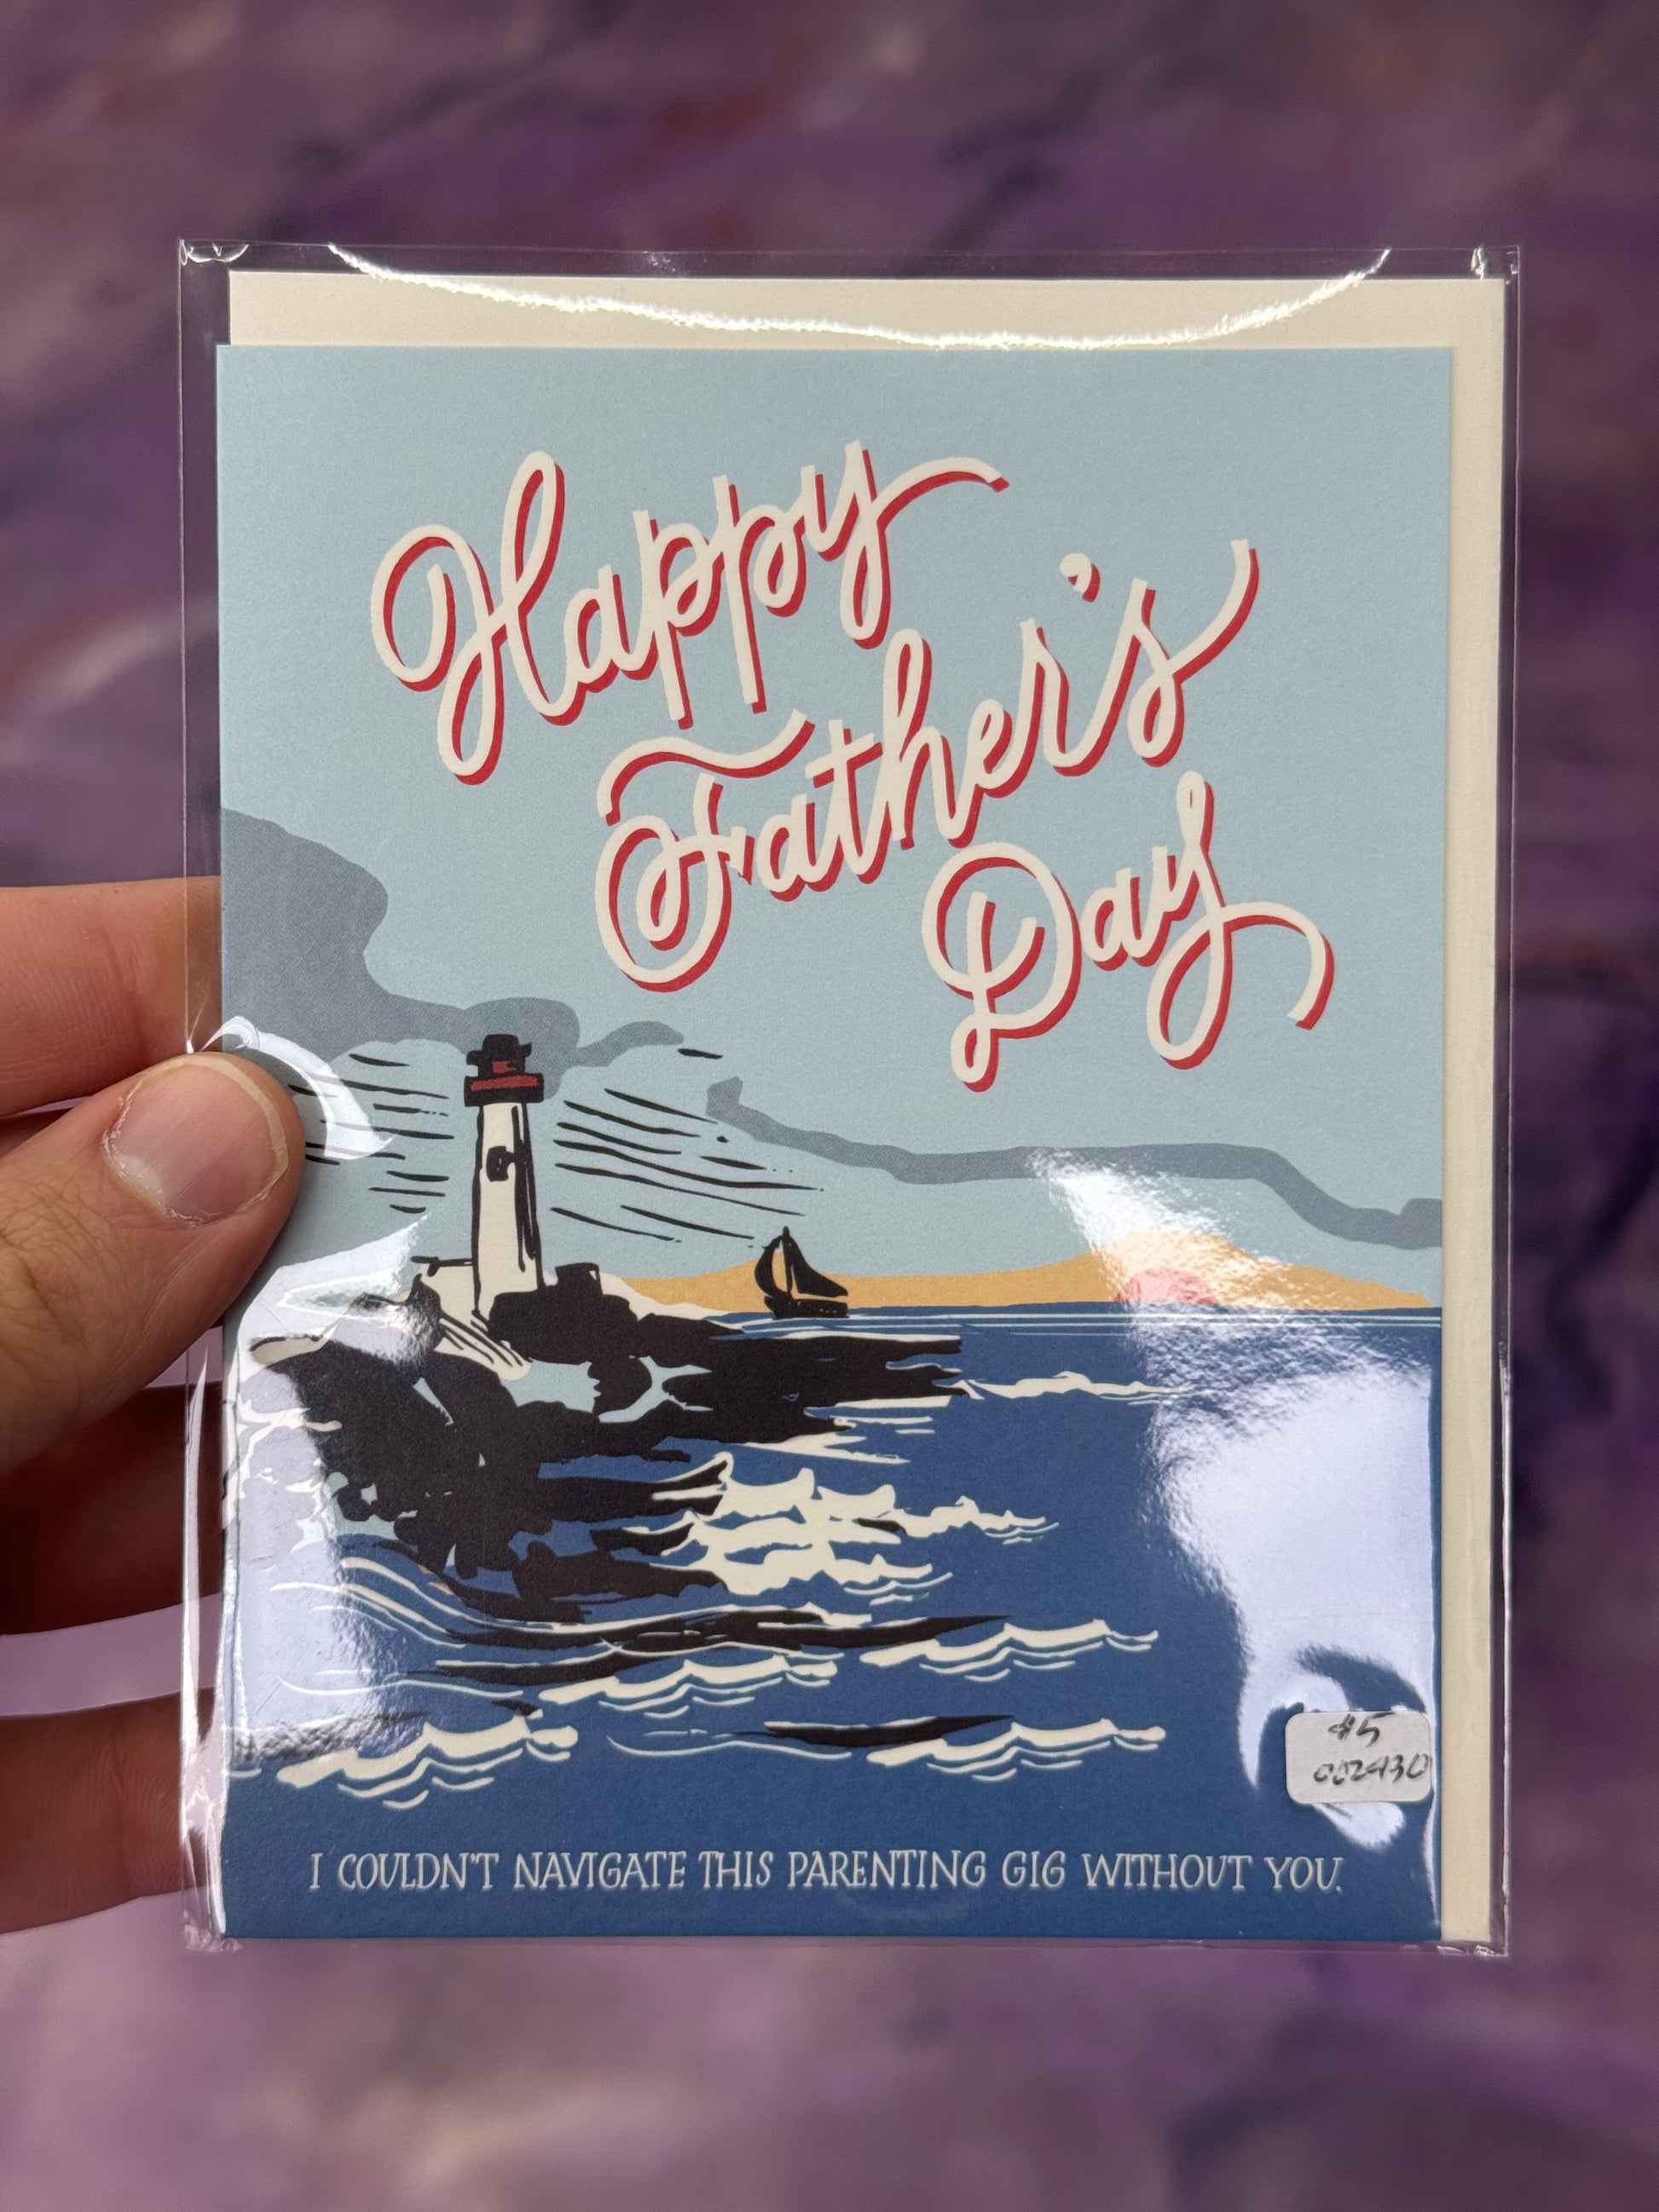 Happy
Father's
Day
$5
002430
I COULDN'T NAVIGATE THIS PARENTING GIG WITHOUT YOU.